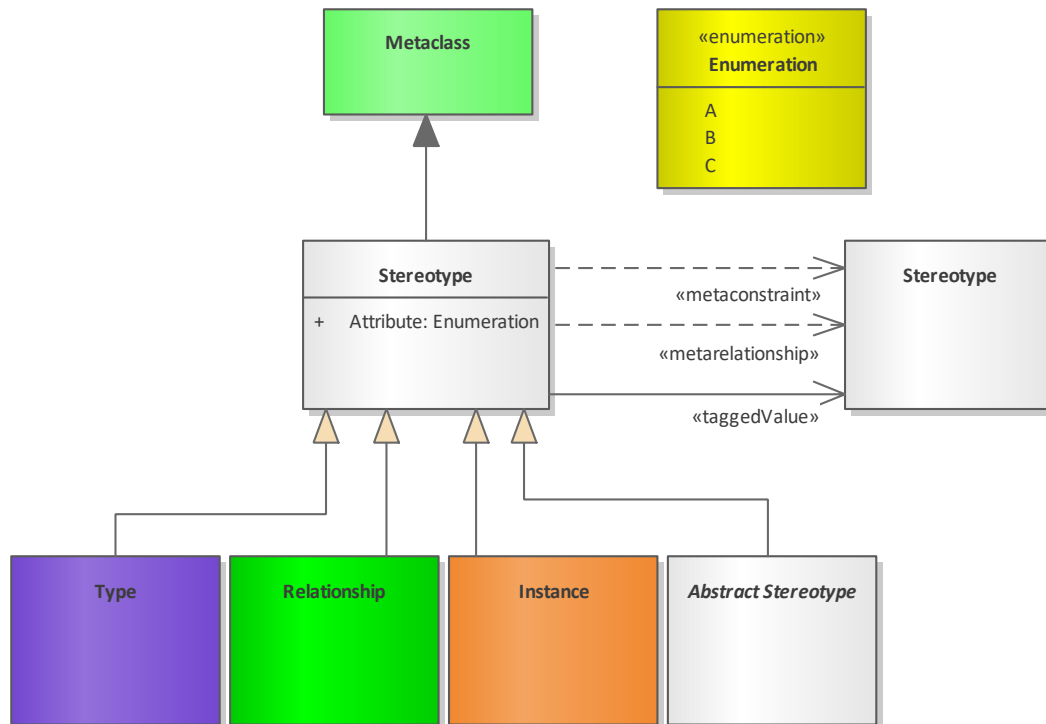 Metaclass
«enumeration»
Enumeration
A
B
C
Stereotype
+ Attribute: Enumeration
«metaconstraint»
«metarelationship»
«taggedValue»
Stereotype
Type
Relationship
Instance
Abstract Stereotype